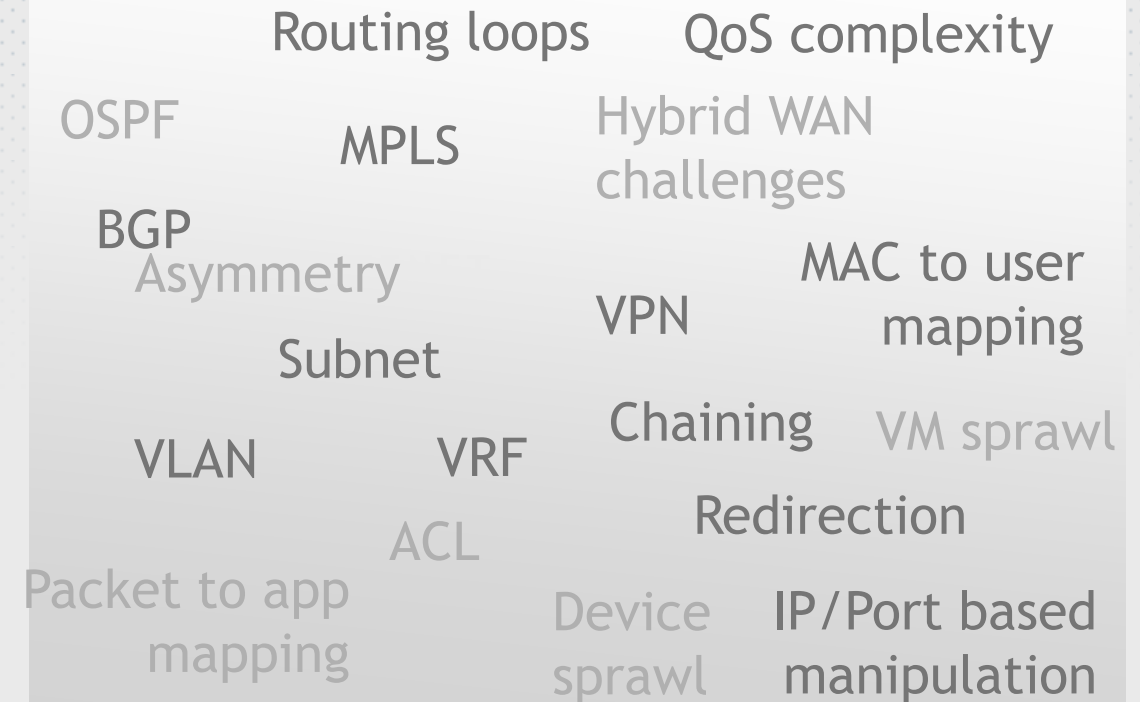 Routing loops
QoS complexity
OSPF
MPLS
Hybrid WAN
challenges
BGP
Asymmetry
MAC to user
mapping
VPN
Subnet
Chaining
VM sprawl
VLAN
VRF
Redirection
ACL
Packet to app
mapping
Device
sprawl
IP/Port based
manipulation